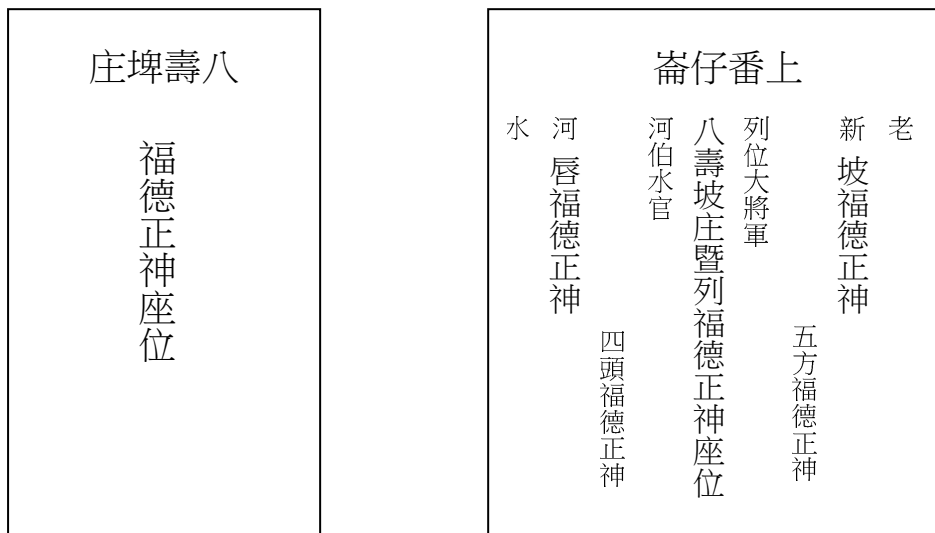 八壽埤庄
福德正神座位
上番仔崙
老
新坡福德正神
五方福德正神
列位大將軍
八壽坡庄暨列福德正神座位
河伯水官
四頭福德正神
河唇福德正神
水